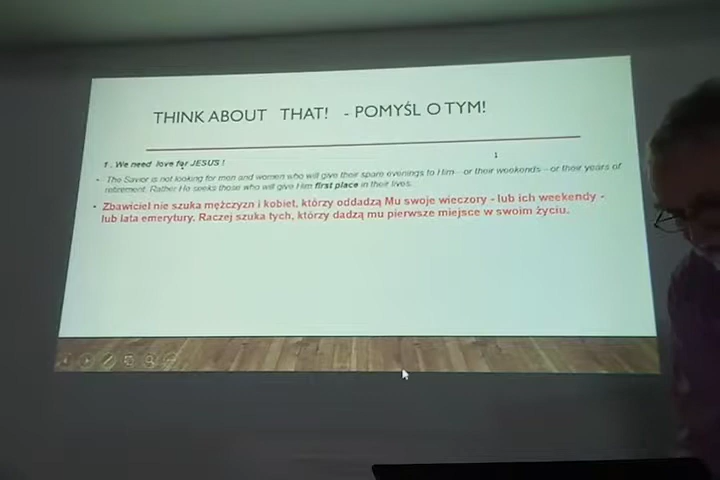 THINK ABOUT THAT! - POMYŚL O TYM!
1
1. We need love for JESUS!
• The Savior is not looking for men and women who will give their spare evenings to Him – or their weekends – or their years of
retirement. Rather He seeks those who will give Him first place in their lives.
• Zbawiciel nie szuka mężczyzn i kobiet, którzy oddadzą Mu swoje wieczory - lub ich weekendy -
lub lata emerytury. Raczej szuka tych, którzy dadzą mu pierwsze miejsce w swoim życiu.